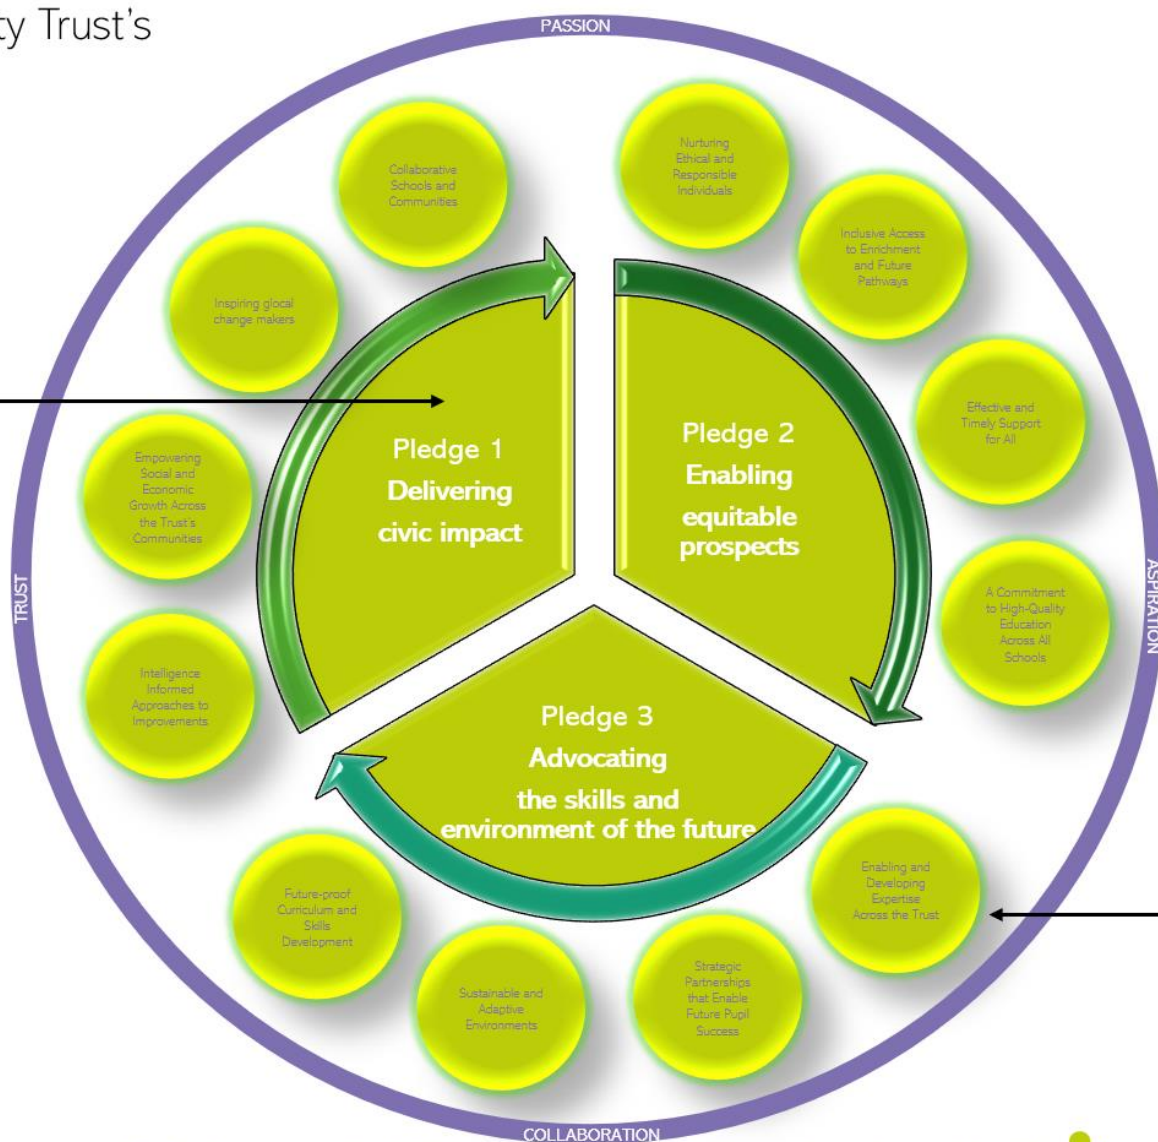 ty Trust's
PASSION
Collaborative
Schools and
Communities
Nurturing
Ethical and
Responsible
Individuals
Inspiring glocal
change makers
Inclusive Access
to Enrichment
and Future
Pathways
Empowering
Social and
Economic
Growth Across
the Trust's
Communities
Effective and
Timely Support
for All
Pledge 1
Delivering
civic impact
Pledge 2
Enabling
equitable
prospects
TRUST
ASPIRATION
Intelligence
Informed
Approaches to
Improvements
A Commitment
to High-Quality
Education
Across All
Schools
Pledge 3
Advocating
the skills and
environment of the future
Future-proof
Curriculum and
Skills
Development
Sustainable and
Adaptive
Environments
Strategic
Partnerships
that Enable
Future Pupil
Success
Enabling and
Developing
Expertise
Across the Trust
COLLABORATION